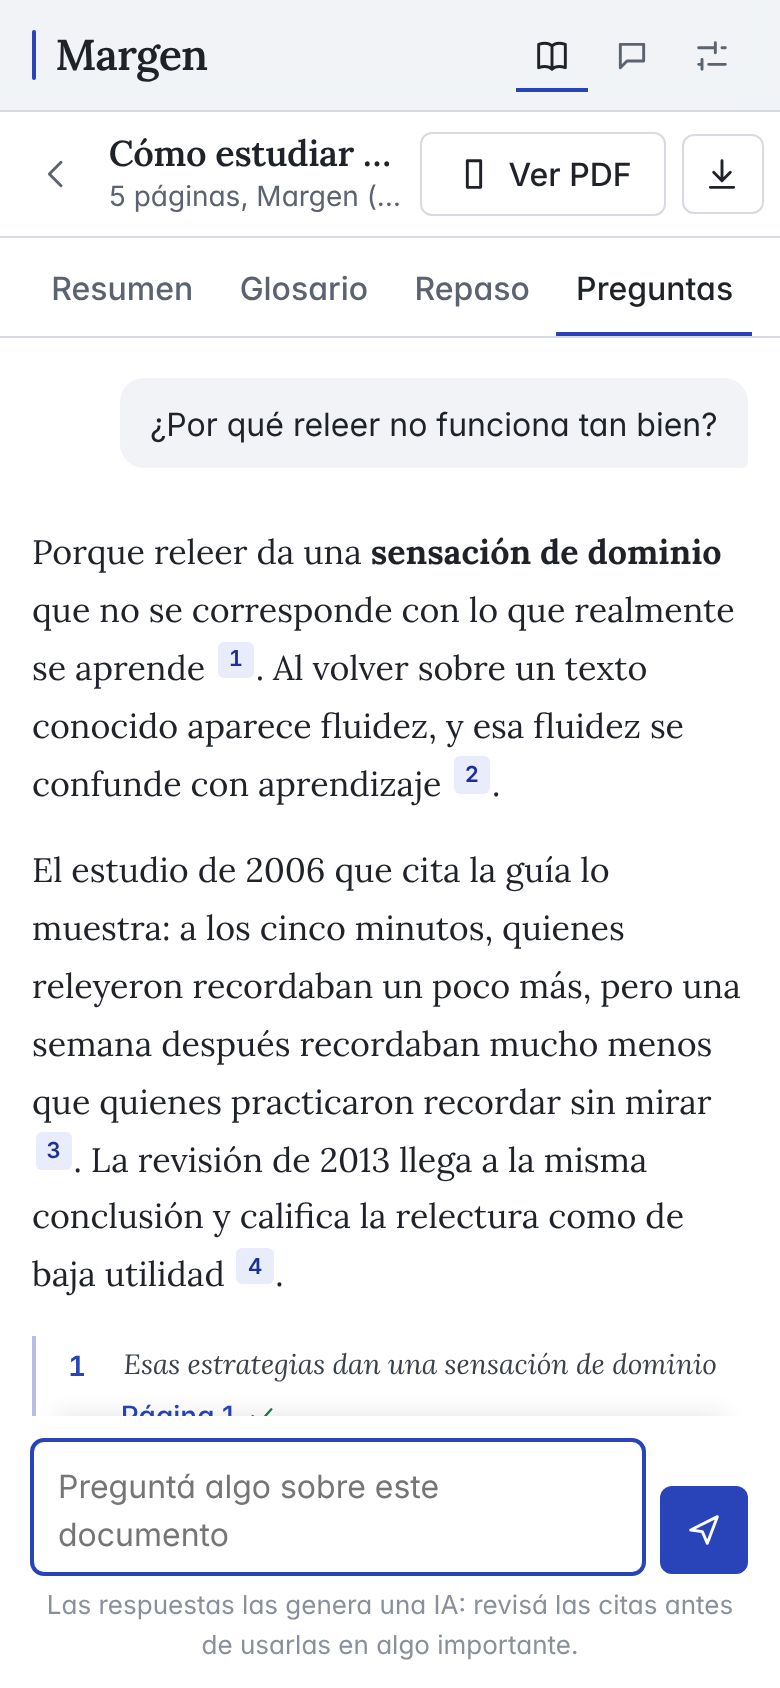 Margen
Cómo estudiar ...
5 páginas, Margen (...
Ver PDF
Resumen
Glosario
Repaso
Preguntas
¿Por qué releer no funciona tan bien?
Porque releer da una sensación de dominio
que no se corresponde con lo que realmente
se aprende 1. Al volver sobre un texto
conocido aparece fluidez, y esa fluidez se
confunde con aprendizaje 2.
El estudio de 2006 que cita la guía lo
muestra: a los cinco minutos, quienes
releyeron recordaban un poco más, pero una
semana después recordaban mucho menos
que quienes practicaron recordar sin mirar
3. La revisión de 2013 llega a la misma
conclusión y califica la relectura como de
baja utilidad 4.
1 Esas estrategias dan una sensación de dominio
Página 1 ✓
Preguntá algo sobre este
documento
Las respuestas las genera una IA: revisá las citas antes
de usarlas en algo importante.